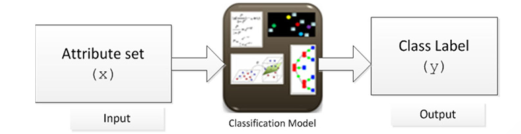 Attribute set
(x)
Input
Classification Model
Class Label
(y)
Output